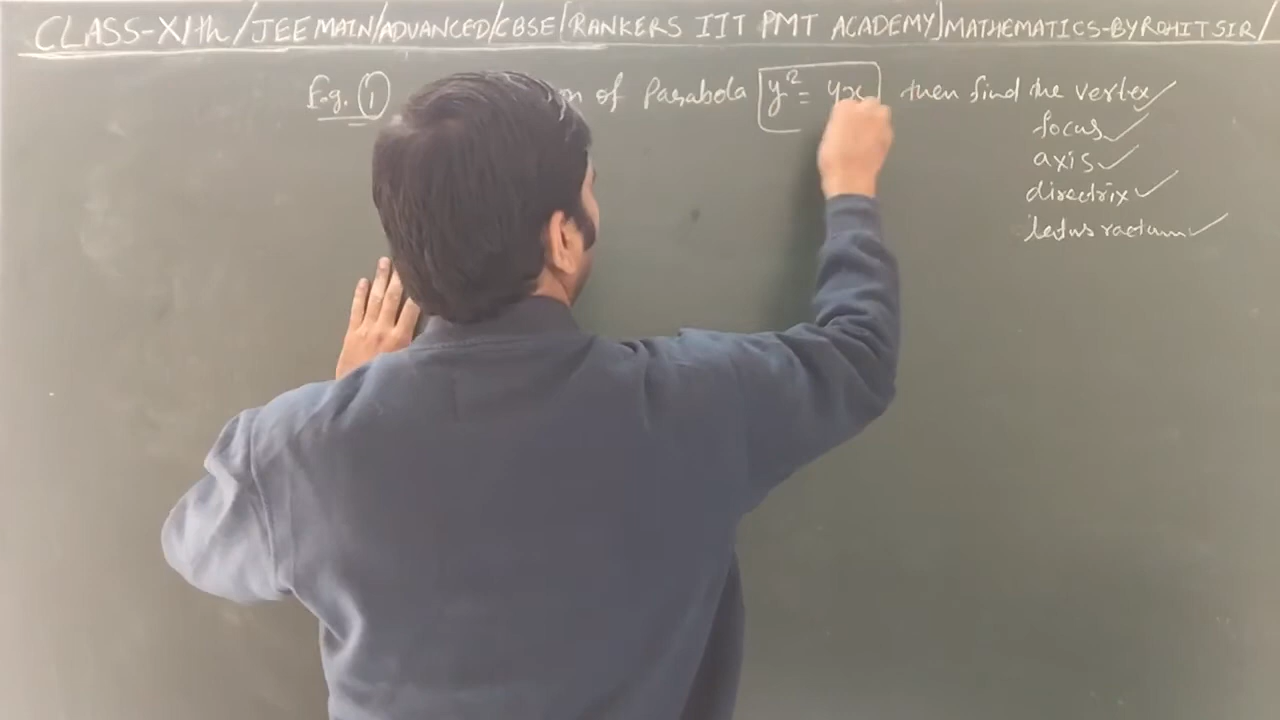 CLASS-XIth/JEE MAIN/ADVANCED/CBSE[RANKERS IIT PMT ACADEMY]MATHEMATICS-BY ROHIT SIR/
E.g. (1) of Parabola y² = 4x then find the vertex ✓
focus ✓
axis ✓
directrix ✓
latus ractum ✓